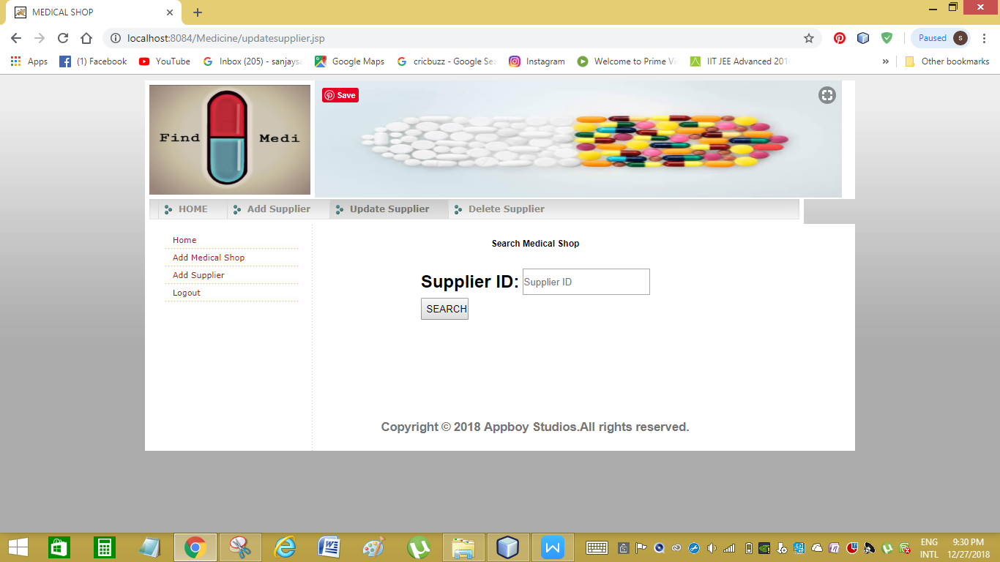 MEDICAL SHOP
localhost:8084/Medicine/updatesupplier.jsp
Paused
S
Apps
(1) Facebook
YouTube
Inbox (205) - sanjaysa
Google Maps
cricbuzz - Google Sea
Instagram
Welcome to Prime Vi
IIT JEE Advanced 201
»
Other bookmarks
Find Medi
Save
HOME
Add Supplier
Update Supplier
Delete Supplier
Home
Add Medical Shop
Add Supplier
Logout
Search Medical Shop
Supplier ID:
Supplier ID
SEARCH
Copyright © 2018 Appboy Studios.All rights reserved.
ENG
INTL
9:30 PM
12/27/2018